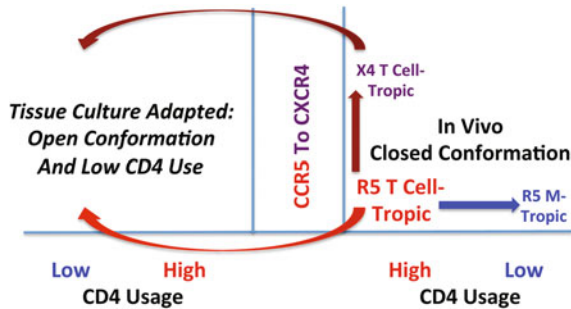 Tissue Culture Adapted:
Open Conformation
And Low CD4 Use
CCR5 To CXCR4
X4 T Cell-
Tropic
In Vivo
Closed Conformation
R5 T Cell-
Tropic
R5 M-
Tropic
Low High
CD4 Usage
High Low
CD4 Usage